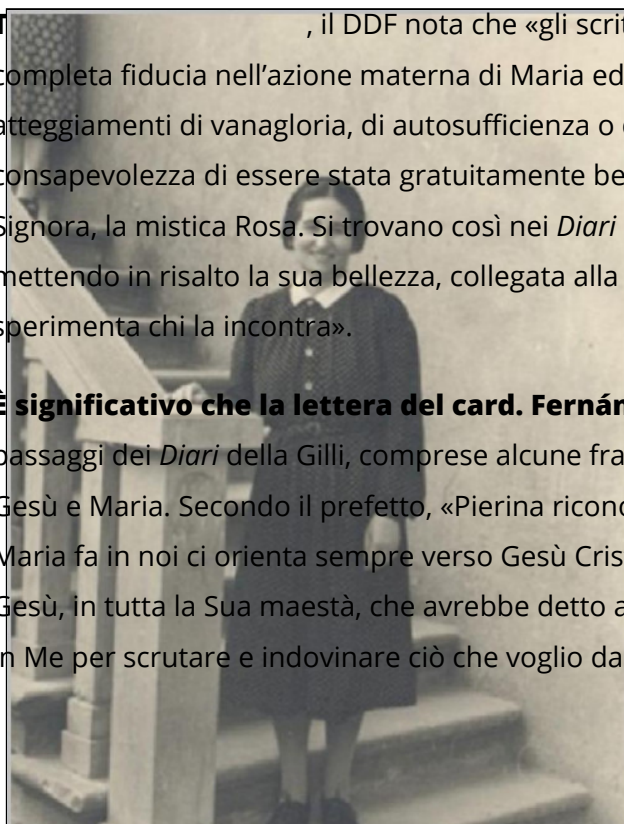 T , il DDF nota che «gli scrit
completa fiducia nell’azione materna di Maria ed
atteggiamenti di vanagloria, di autosufficienza o
consapevolezza di essere stata gratuitamente be
Signora, la mistica Rosa. Si trovano così nei Diari
mettendo in risalto la sua bellezza, collegata alla
sperimenta chi la incontra».
È significativo che la lettera del card. Fernán
passaggi dei Diari della Gilli, comprese alcune fra
Gesù e Maria. Secondo il prefetto, «Pierina ricono
Maria fa in noi ci orienta sempre verso Gesù Cris
Gesù, in tutta la Sua maestà, che avrebbe detto a
in Me per scrutare e indovinare ciò che voglio da